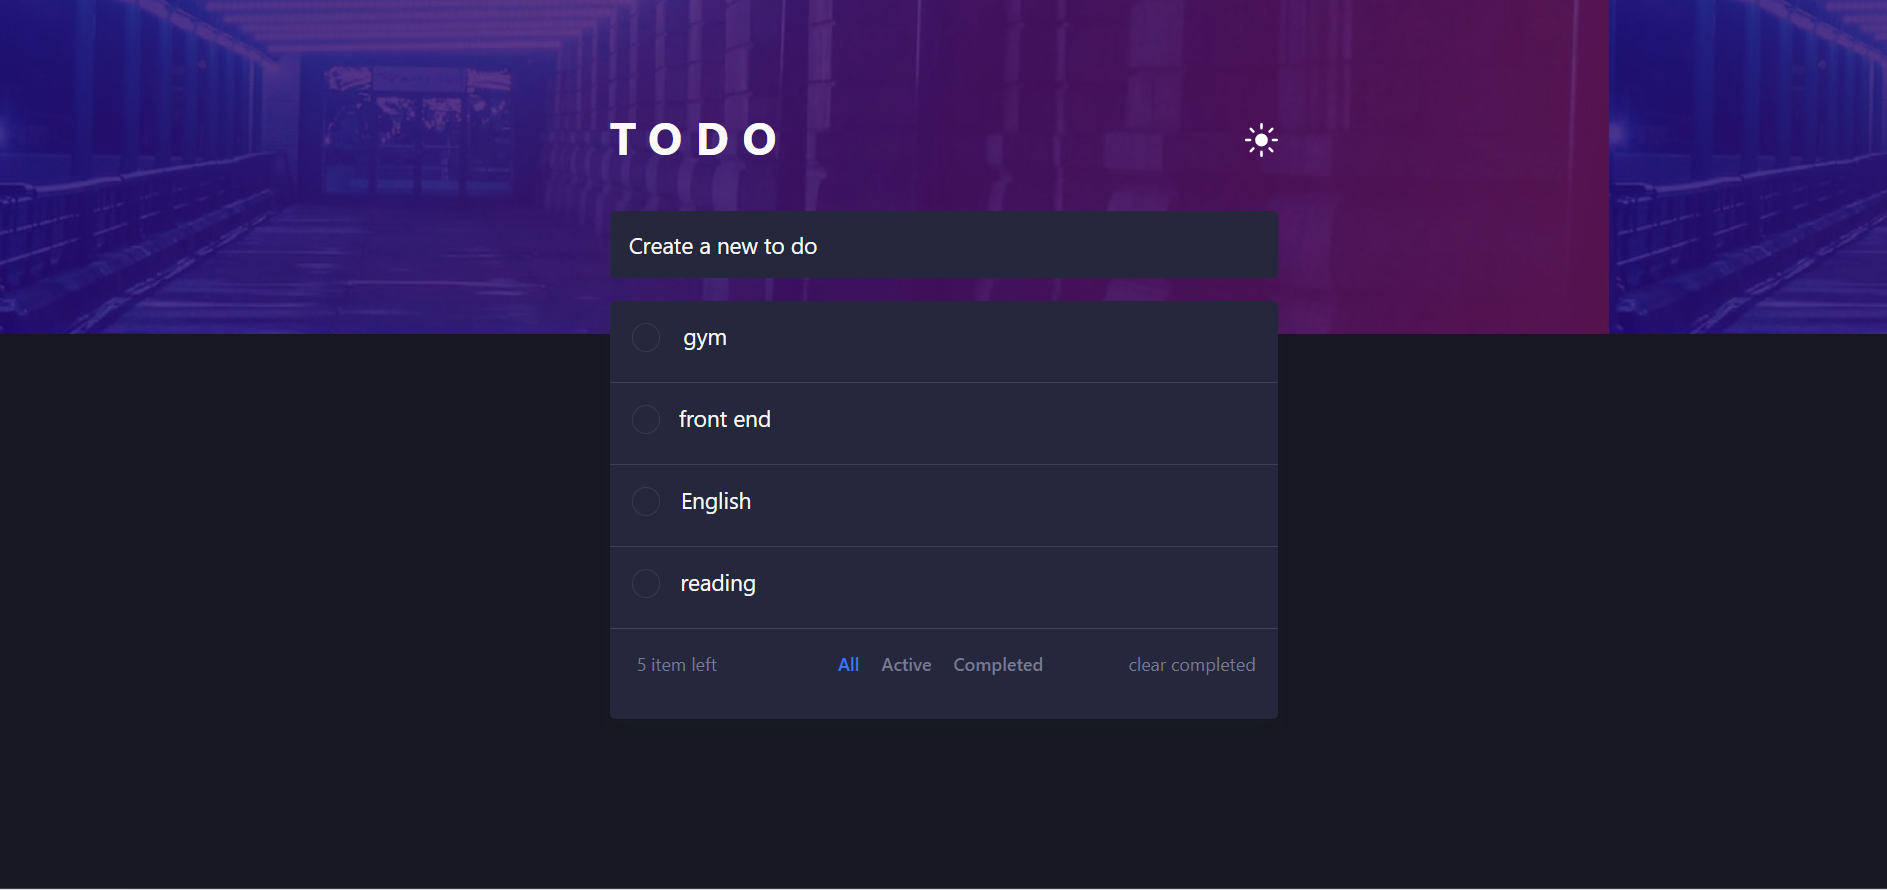 TODO
Create a new to do
gym
front end
English
reading
5 item left All Active Completed clear completed